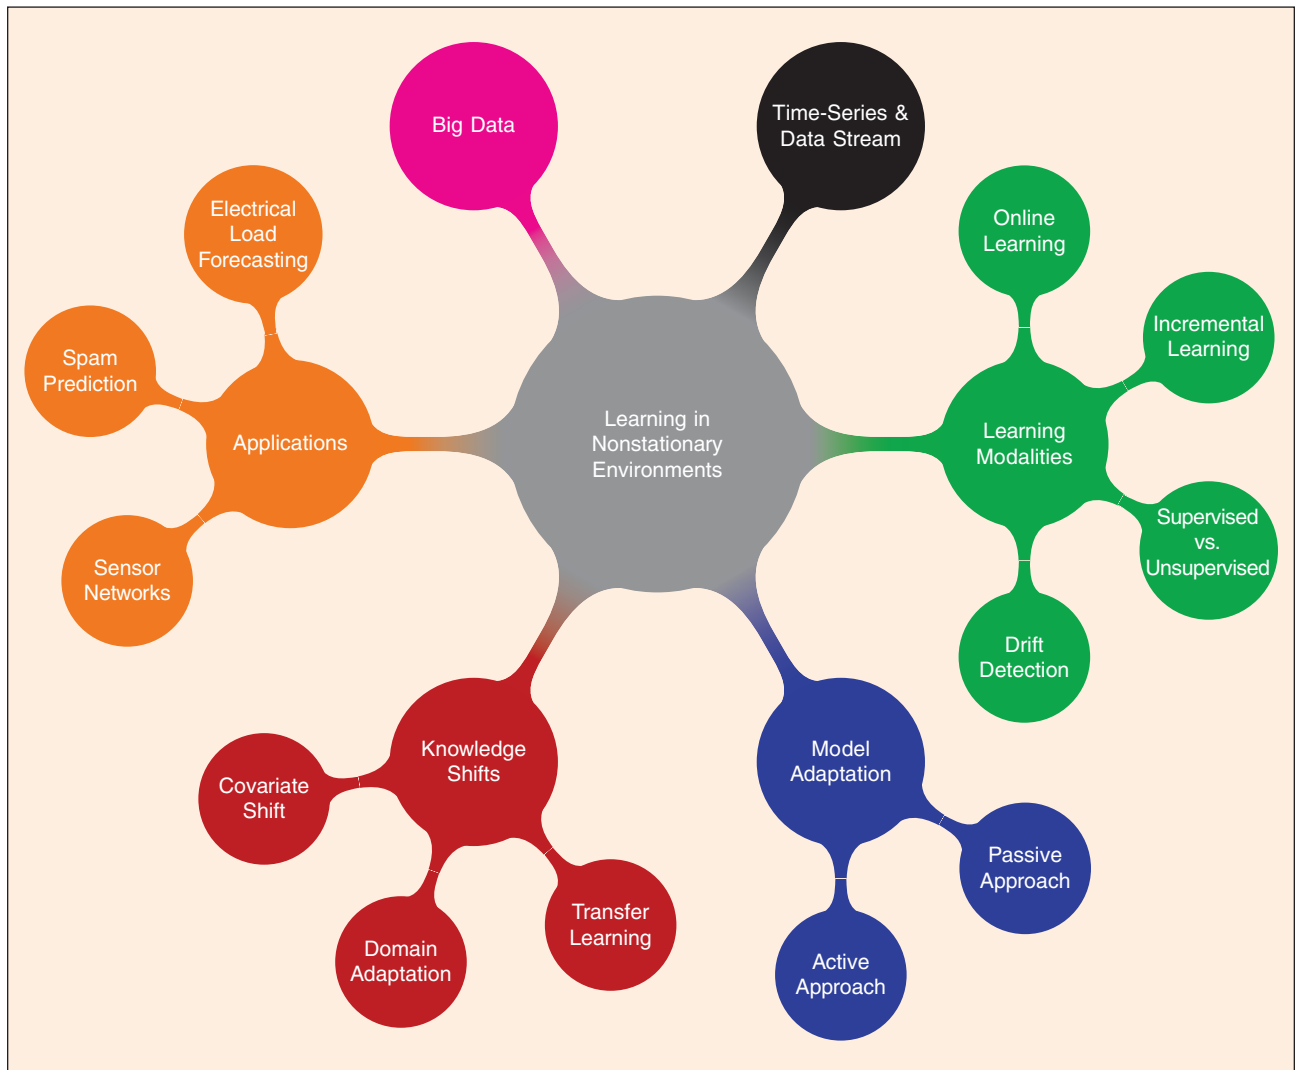 Big Data
Time-Series &
Data Stream
Electrical
Load
Forecasting
Online
Learning
Spam
Prediction
Incremental
Learning
Applications
Learning in
Nonstationary
Environments
Learning
Modalities
Sensor
Networks
Supervised
vs.
Unsupervised
Drift
Detection
Knowledge
Shifts
Model
Adaptation
Covariate
Shift
Passive
Approach
Transfer
Learning
Domain
Adaptation
Active
Approach